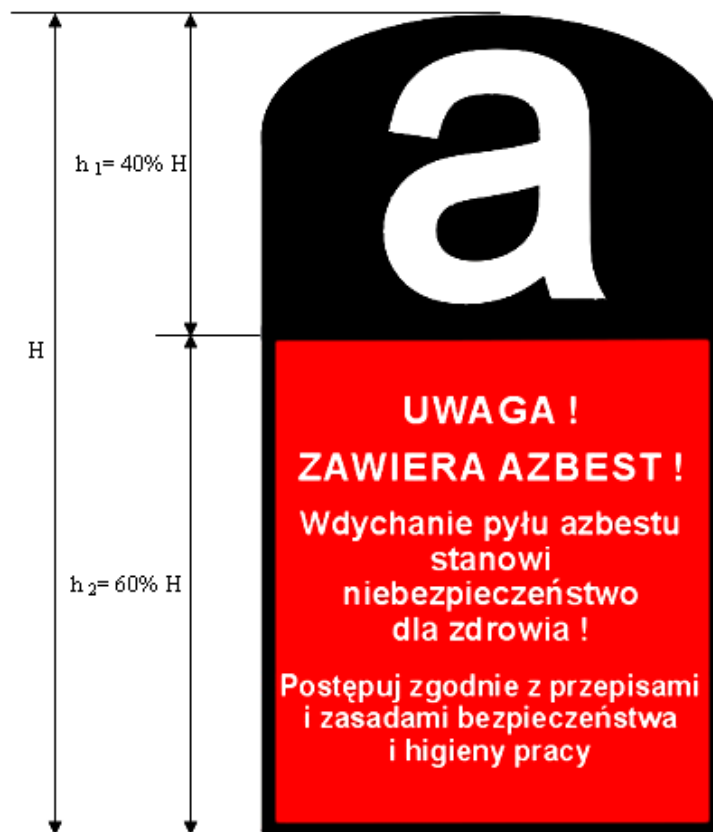 a
h 1= 40% H
H
UWAGA !
ZAWIERA AZBEST !
Wdychanie pyłu azbestu
stanowi
niebezpieczeństwo
dla zdrowia !
h 2= 60% H
Postępuj zgodnie z przepisami
i zasadami bezpieczeństwa
i higieny pracy